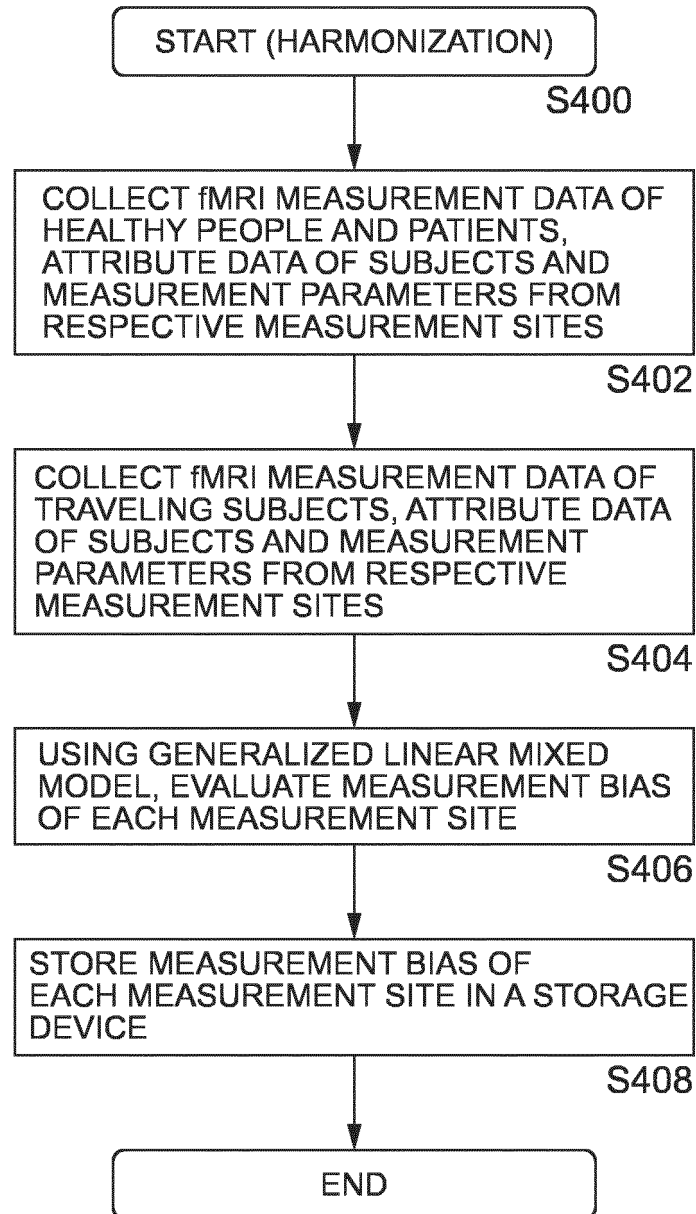 START (HARMONIZATION)
S400
COLLECT fMRI MEASUREMENT DATA OF
HEALTHY PEOPLE AND PATIENTS,
ATTRIBUTE DATA OF SUBJECTS AND
MEASUREMENT PARAMETERS FROM
RESPECTIVE MEASUREMENT SITES
S402
COLLECT fMRI MEASUREMENT DATA OF
TRAVELING SUBJECTS, ATTRIBUTE DATA
OF SUBJECTS AND MEASUREMENT
PARAMETERS FROM RESPECTIVE
MEASUREMENT SITES
S404
USING GENERALIZED LINEAR MIXED
MODEL, EVALUATE MEASUREMENT BIAS
OF EACH MEASUREMENT SITE
S406
STORE MEASUREMENT BIAS OF
EACH MEASUREMENT SITE IN A STORAGE
DEVICE
S408
END